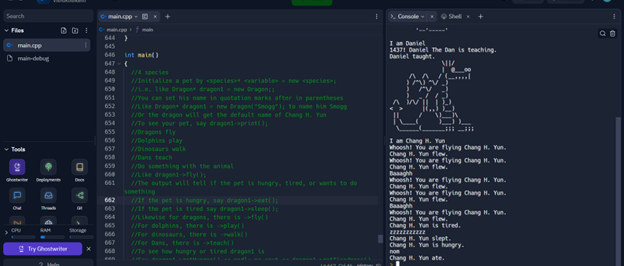 Search
Files
main.cpp
main-debug
Tools
Ghostwriter
Deployments
Docs
Chat
Threads
Git
CPU
RAM
Storage
Try Ghostwriter
Help
main.cpp
main.cpp > main
644 }
645
646 int main()
647 {
648 //4 species
649 //Initialize a pet by <species>* <variable> = new <species>;
650 //i.e. like Dragon* dragon1 = new Dragon;
651 //You can set his name in quotation marks after in parentheses
652 //Like Dragon* dragon1 = new Dragon("Smogg"); to name him Smogg
653 //Or the dragon will get the default name of Chang H. Yun
654 //To see your pet, say dragon1->print();
655 //Dragons fly
656 //Dolphins play
657 //Dinosaurs walk
658 //Dans teach
659 //Do something with the animal
660 //Like dragon1->fly();
661 //The output will tell if the pet is hungry, tired, or wants to do
something
662 //If the pet is hungry, say dragon1->eat();
663 //If the pet is tired say dragon1->sleep();
664 //Likewise for dragons, there is ->fly()
665 //For dolphins, there is ->play()
666 //For dinosaurs, there is ->walk()
667 //For Dans, there is ->teach()
668 //To see how hungry or tired dragon1 is
Console
Shell
I am Daniel
1437! Daniel The Dan is teaching.
Daniel taught.
I am Chang H. Yun
Whoosh! You are flying Chang H. Yun.
Chang H. Yun flew.
Whoosh! You are flying Chang H. Yun.
Chang H. Yun flew.
Baaaghh
Whoosh! You are flying Chang H. Yun.
Chang H. Yun flew.
Whoosh! You are flying Chang H. Yun.
Chang H. Yun flew.
Baaaghh
Whoosh! You are flying Chang H. Yun.
Chang H. Yun flew.
Chang H. Yun is tired.
zzzzzzzzzzz
Chang H. Yun slept.
Chang H. Yun is hungry.
nom
Chang H. Yun ate.